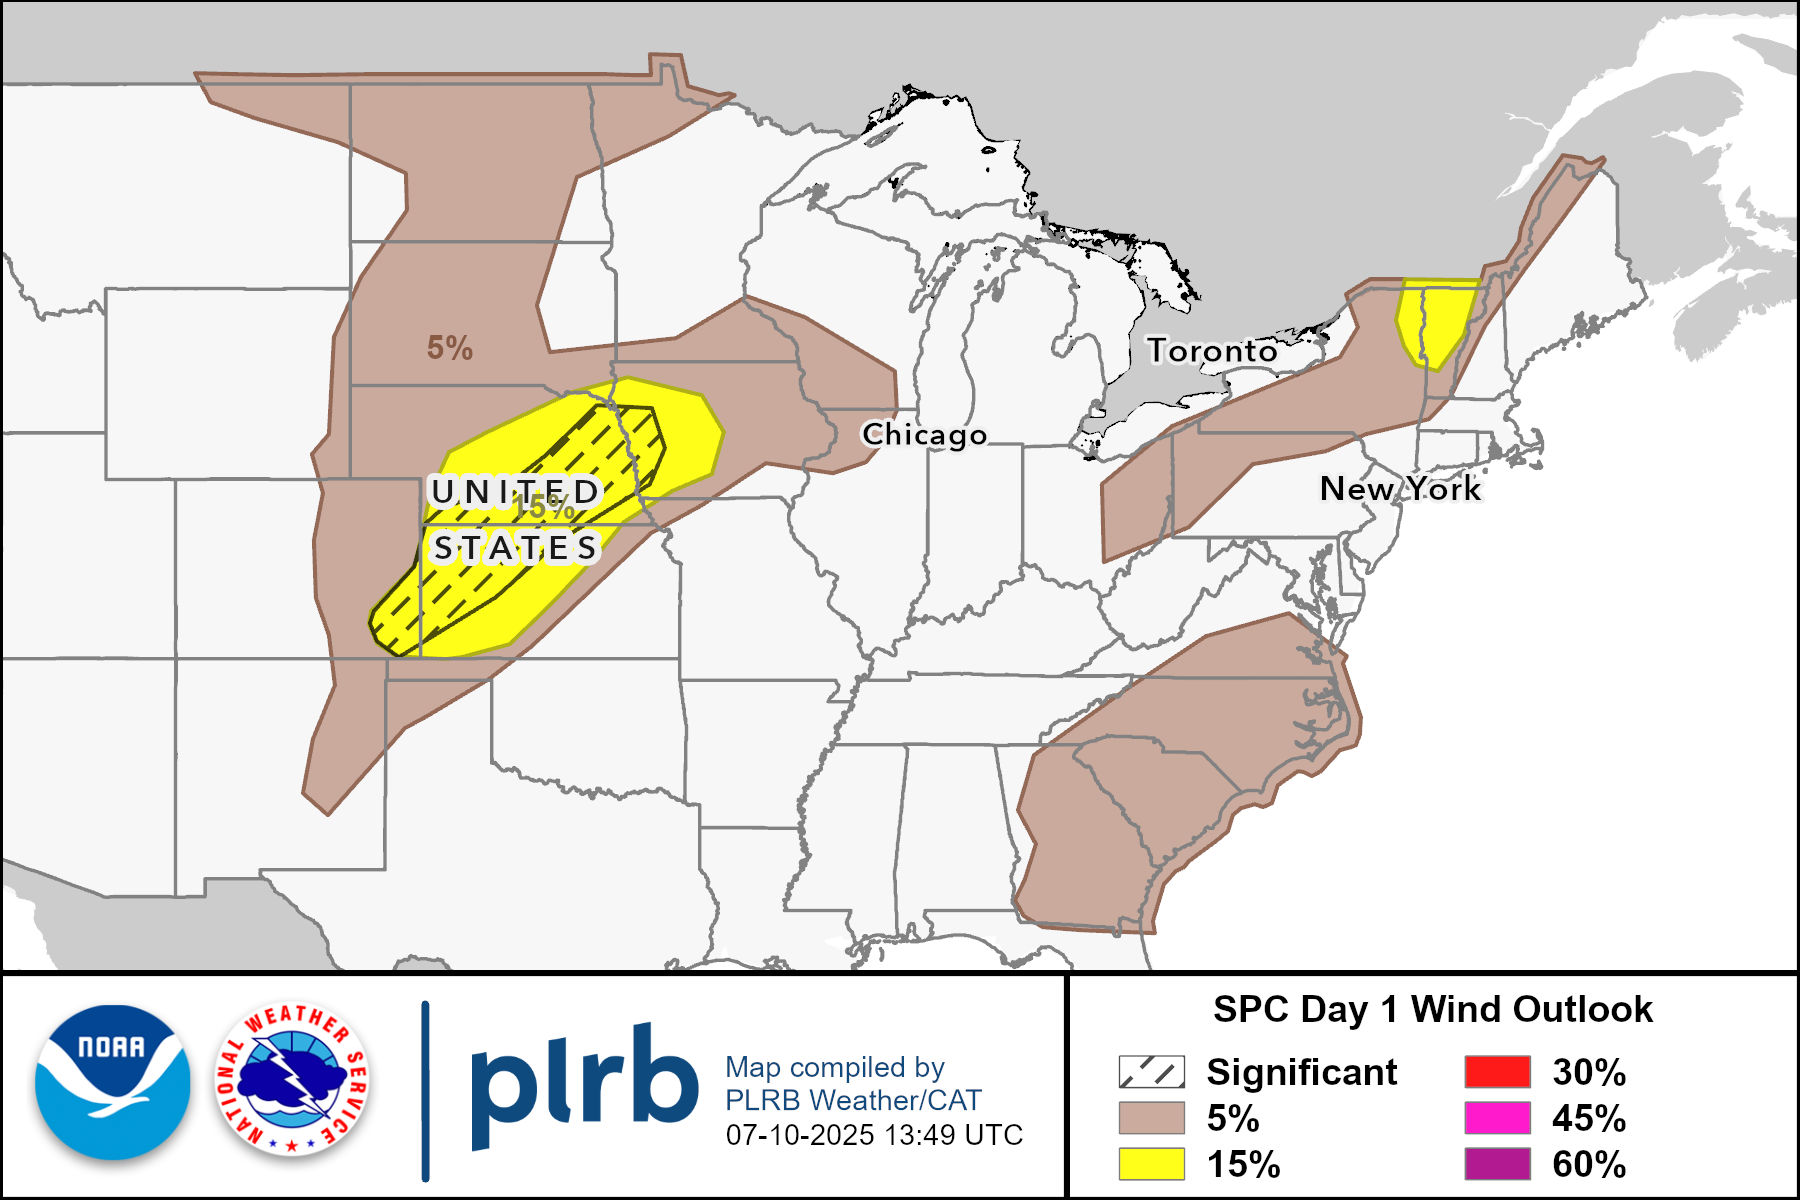 5%
Toronto
Chicago
UNITED
15%
STATES
New York
NOAA
NATIONAL WEATHER SERVICE
plrb
Map compiled by
PLRB Weather/CAT
07-10-2025 13:49 UTC
SPC Day 1 Wind Outlook
Significant
5%
15%
30%
45%
60%